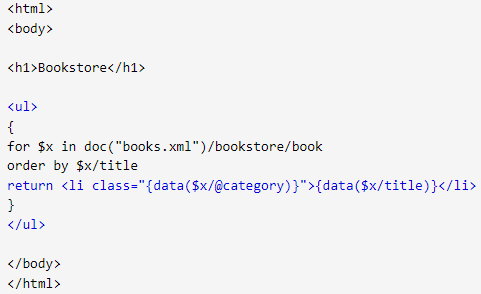 <html>
<body>
<h1>Bookstore</h1>
<ul>
{
for $x in doc("books.xml")/bookstore/book
order by $x/title
return <li class="{data($x/@category)}">{data($x/title)}</li>
}
</ul>
</body>
</html>